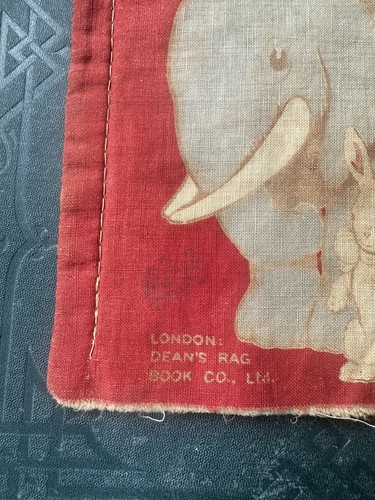 LONDON:
DEAN'S RAG
BOOK CO., LTD.